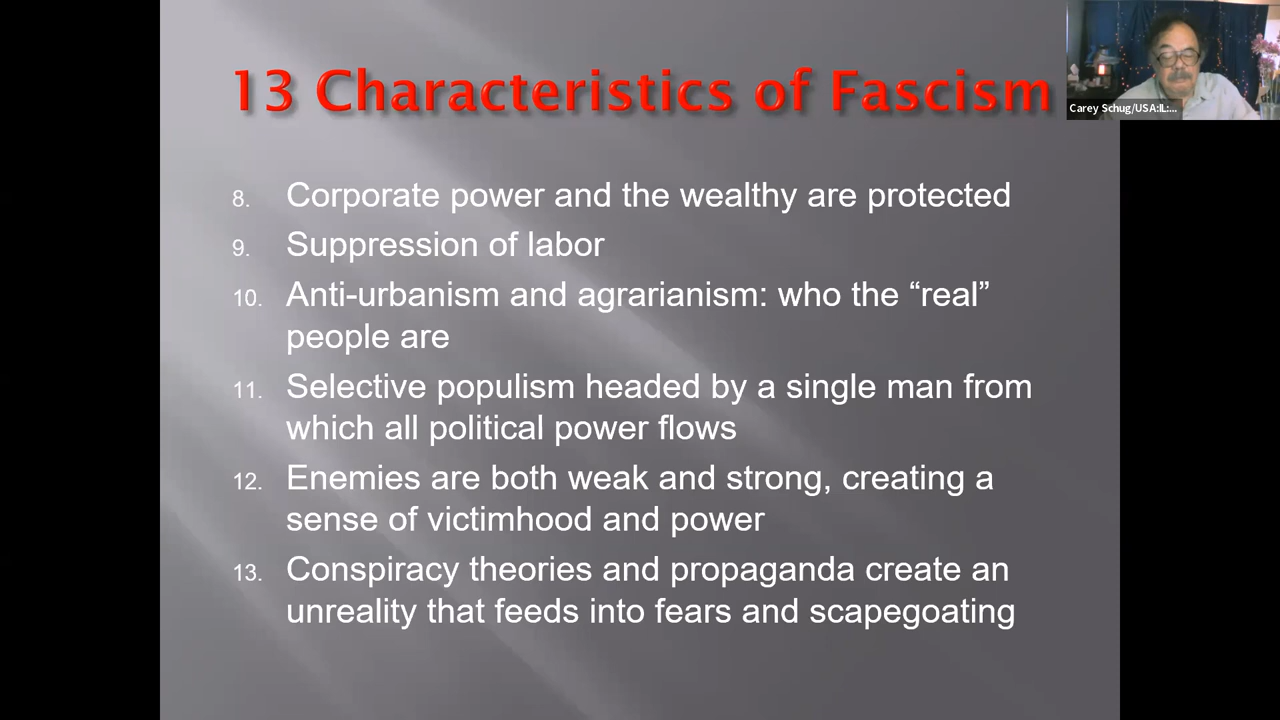 13 Characteristics of Fascism
Carey Schug/USA:IL:...
8. Corporate power and the wealthy are protected
9. Suppression of labor
10. Anti-urbanism and agrarianism: who the “real”
people are
11. Selective populism headed by a single man from
which all political power flows
12. Enemies are both weak and strong, creating a
sense of victimhood and power
13. Conspiracy theories and propaganda create an
unreality that feeds into fears and scapegoating